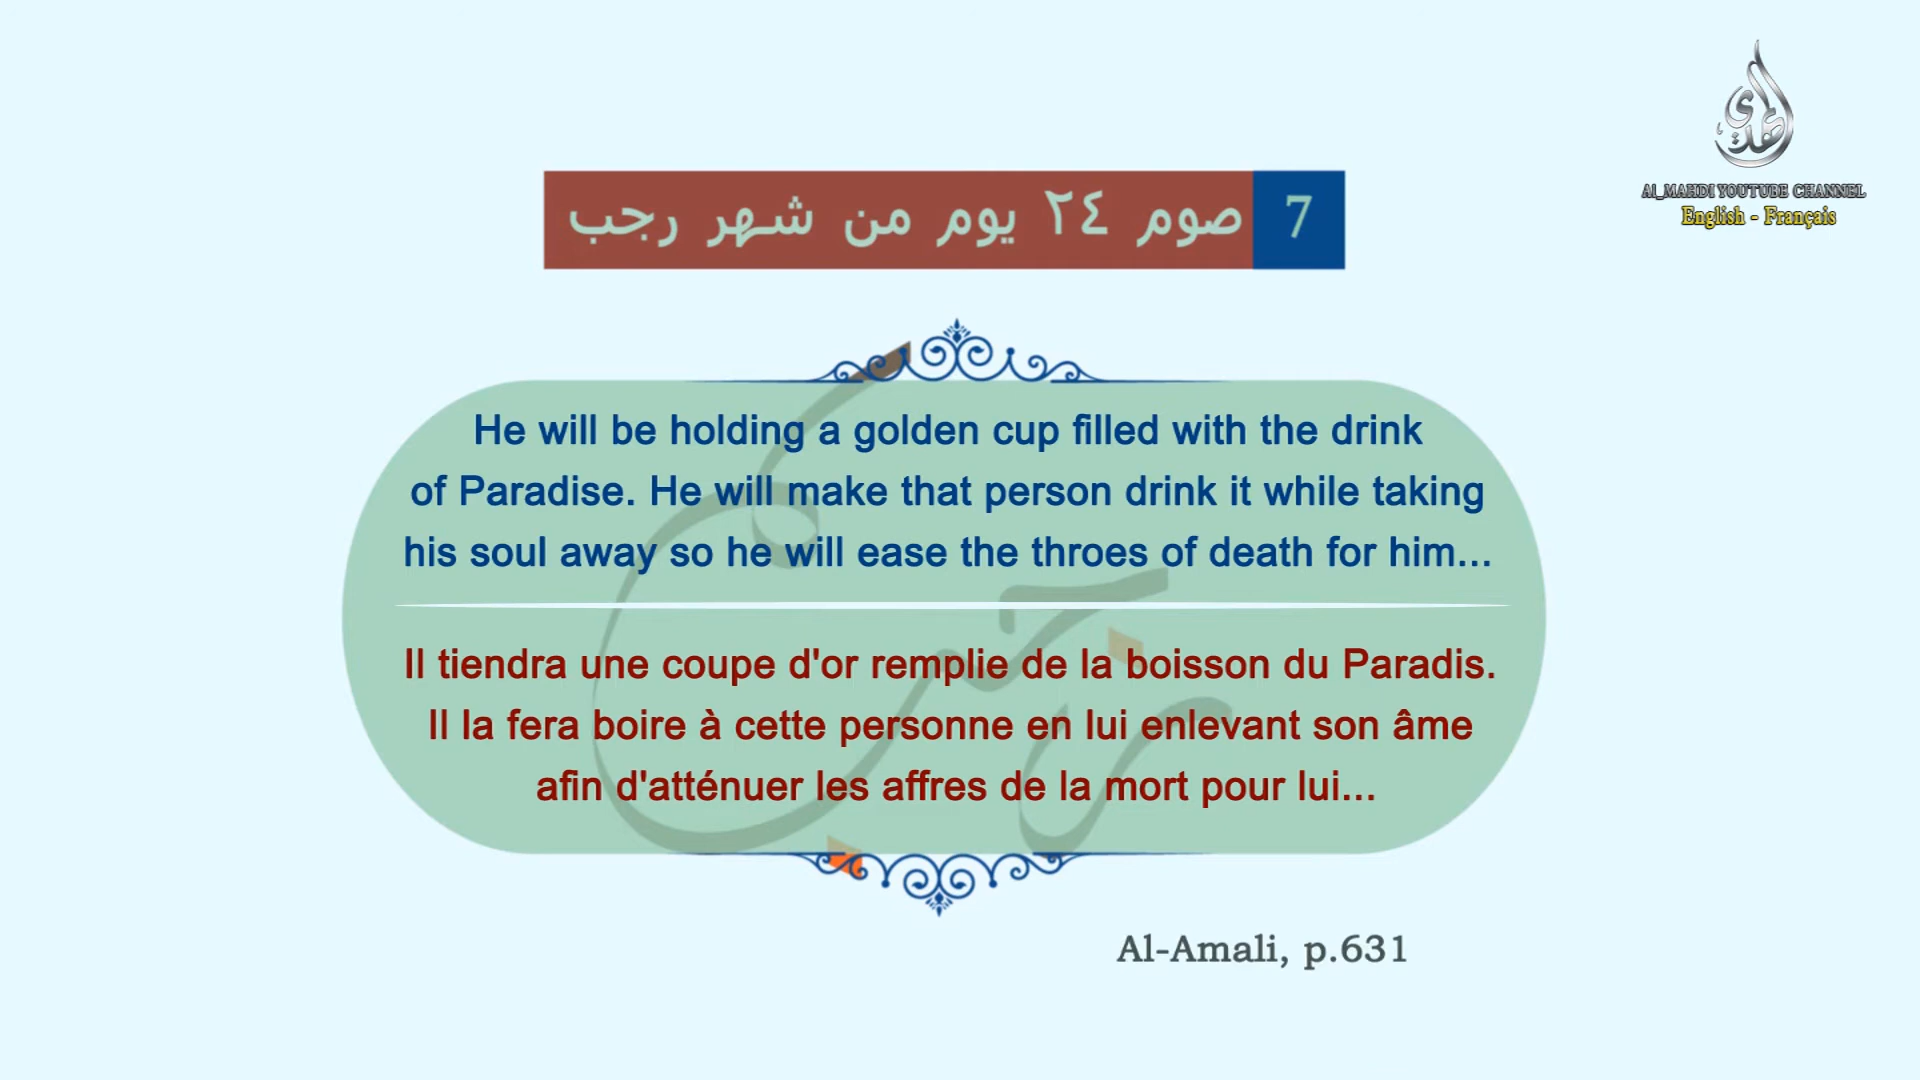 المهدي
Al_MAHDI YOUTUBE CHANNEL
English - Français
7 صوم ٢٤ يوم من شهر رجب
He will be holding a golden cup filled with the drink
of Paradise. He will make that person drink it while taking
his soul away so he will ease the throes of death for him...
Il tiendra une coupe d'or remplie de la boisson du Paradis.
Il la fera boire à cette personne en lui enlevant son âme
afin d'atténuer les affres de la mort pour lui...
رجب
Al-Amali, p.631